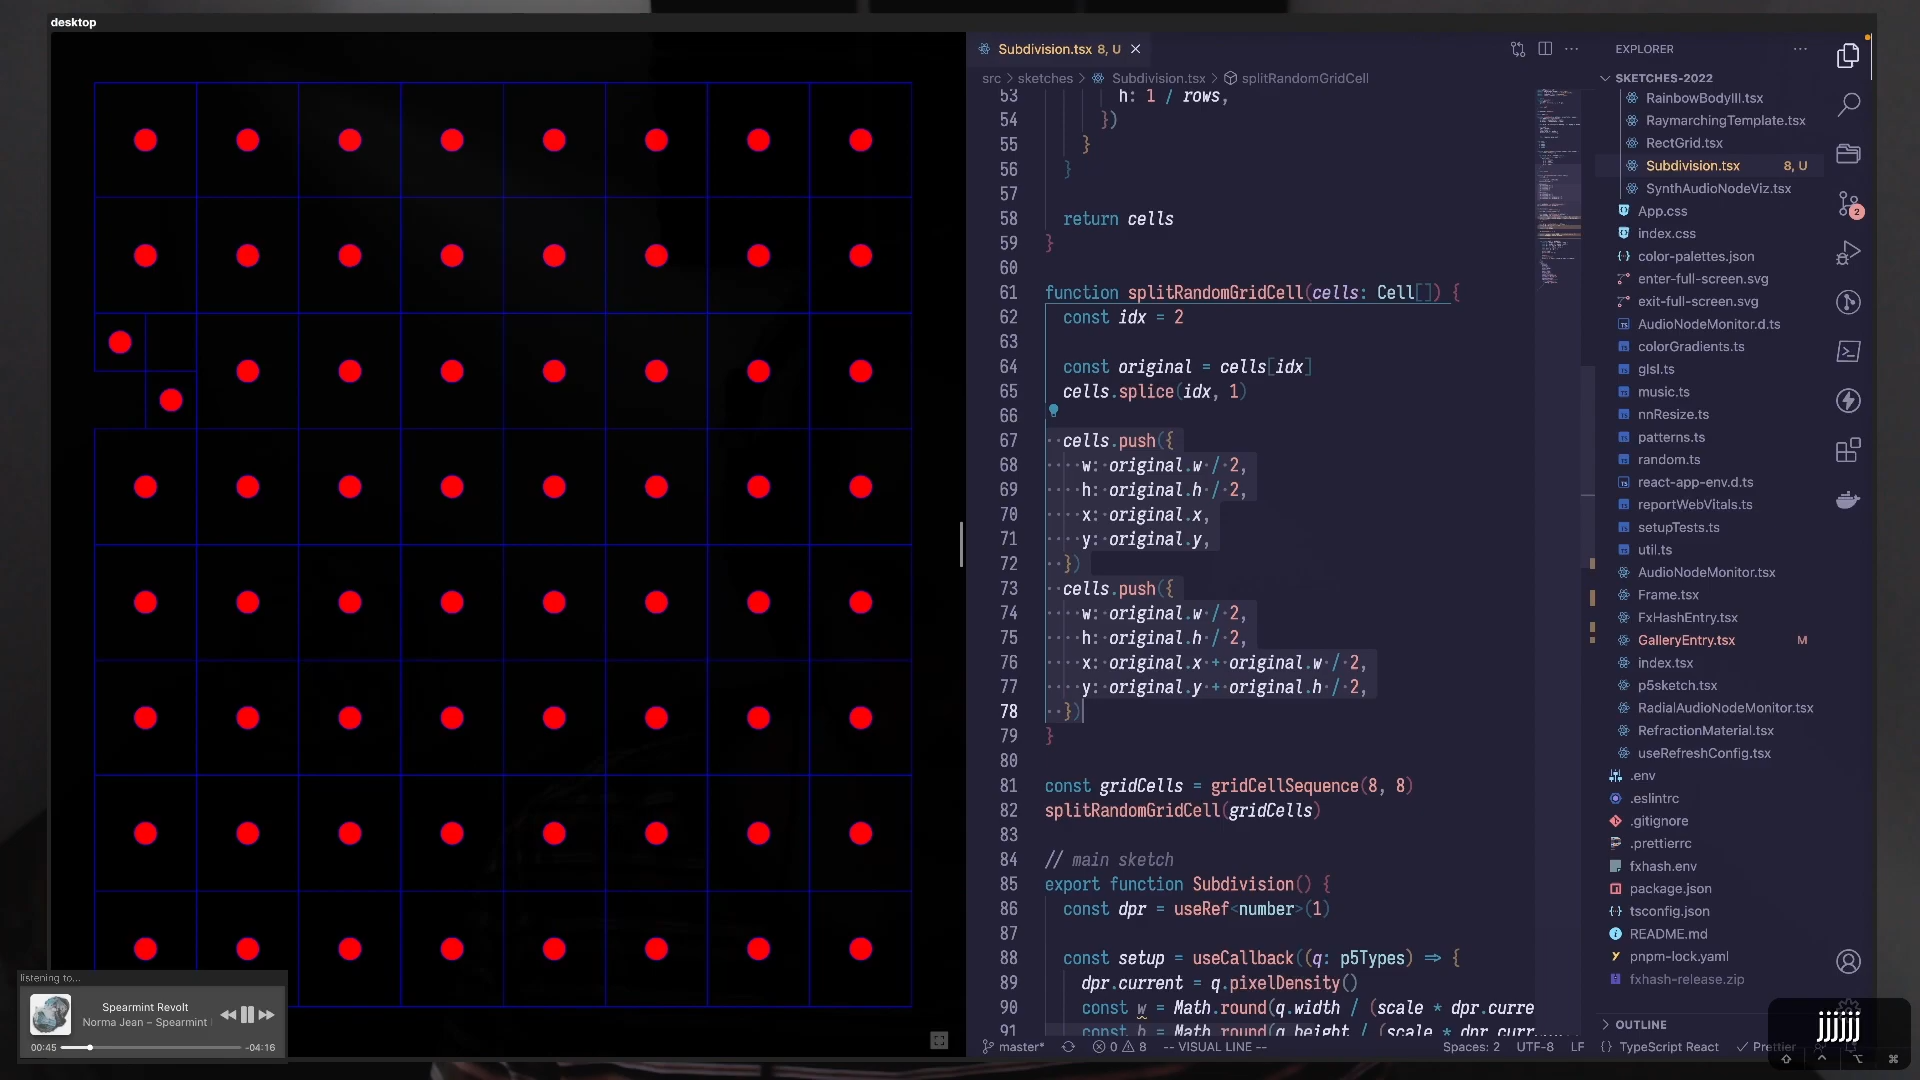 desktop
Subdivision.tsx 8, U
src > sketches > Subdivision.tsx > splitRandomGridCell
53 h: 1 / rows,
54 })
55 }
56 }
57
58 return cells
59 }
60
61 function splitRandomGridCell(cells: Cell[]) {
62 const idx = 2
63
64 const original = cells[idx]
65 cells.splice(idx, 1)
66
67 cells.push({
68 w: original.w / 2,
69 h: original.h / 2,
70 x: original.x,
71 y: original.y,
72 })
73 cells.push({
74 w: original.w / 2,
75 h: original.h / 2,
76 x: original.x + original.w / 2,
77 y: original.y + original.h / 2,
78 })
79 }
80
81 const gridCells = gridCellSequence(8, 8)
82 splitRandomGridCell(gridCells)
83
84 // main sketch
85 export function Subdivision() {
86 const dpr = useRef<number>(1)
87
88 const setup = useCallback((q: p5Types) => {
89 dpr.current = q.pixelDensity()
90 const w = Math.round(q.width / (scale * dpr.curre
91 const h = Math.round(q.height / (scale * dpr.curr
EXPLORER
SKETCHES-2022
RainbowBodyIII.tsx
RaymarchingTemplate.tsx
RectGrid.tsx
Subdivision.tsx 8, U
SynthAudioNodeViz.tsx
App.css
index.css
color-palettes.json
enter-full-screen.svg
exit-full-screen.svg
AudioNodeMonitor.d.ts
colorGradients.ts
glsl.ts
music.ts
nnResize.ts
patterns.ts
random.ts
react-app-env.d.ts
reportWebVitals.ts
setupTests.ts
util.ts
AudioNodeMonitor.tsx
Frame.tsx
FxHashEntry.tsx
GalleryEntry.tsx M
index.tsx
p5sketch.tsx
RadialAudioNodeMonitor.tsx
RefractionMaterial.tsx
useRefreshConfig.tsx
.env
.eslintrc
.gitignore
.prettierrc
fxhash.env
package.json
tsconfig.json
README.md
pnpm-lock.yaml
fxhash-release.zip
OUTLINE
2
jjjjjj
master* 0 8 -- VISUAL LINE -- Spaces: 2 UTF-8 LF {} TypeScript React Prettier
listening to...
Spearmint Revolt
Norma Jean – Spearmint
00:45 -04:16